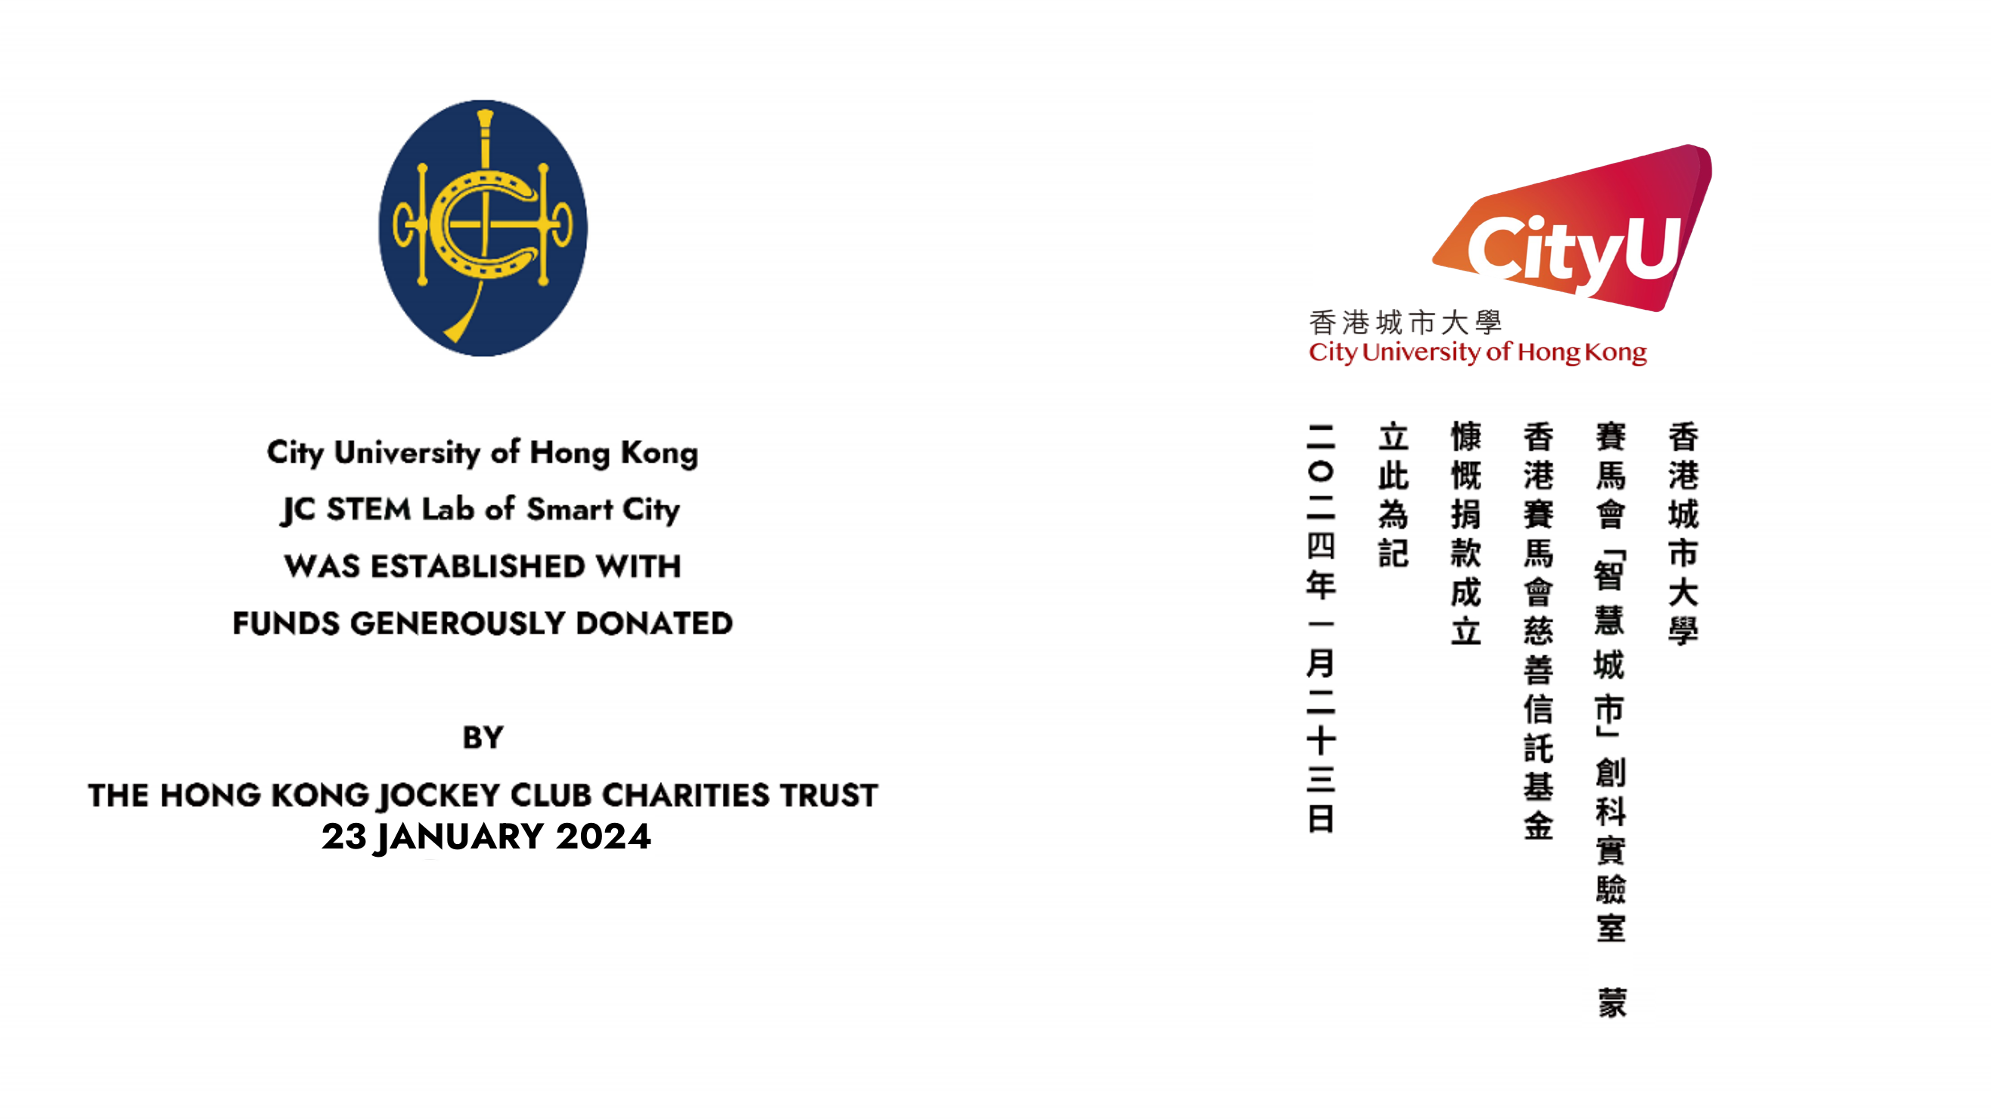 City University of Hong Kong
JC STEM Lab of Smart City
WAS ESTABLISHED WITH
FUNDS GENEROUSLY DONATED
BY
THE HONG KONG JOCKEY CLUB CHARITIES TRUST
23 JANUARY 2024
CityU
香港城市大學
City University of Hong Kong
香港城市大學
賽馬會「智慧城市」創科實驗室 蒙
香港賽馬會慈善信託基金
慷慨捐款成立
立此為記
二〇二四年一月二十三日